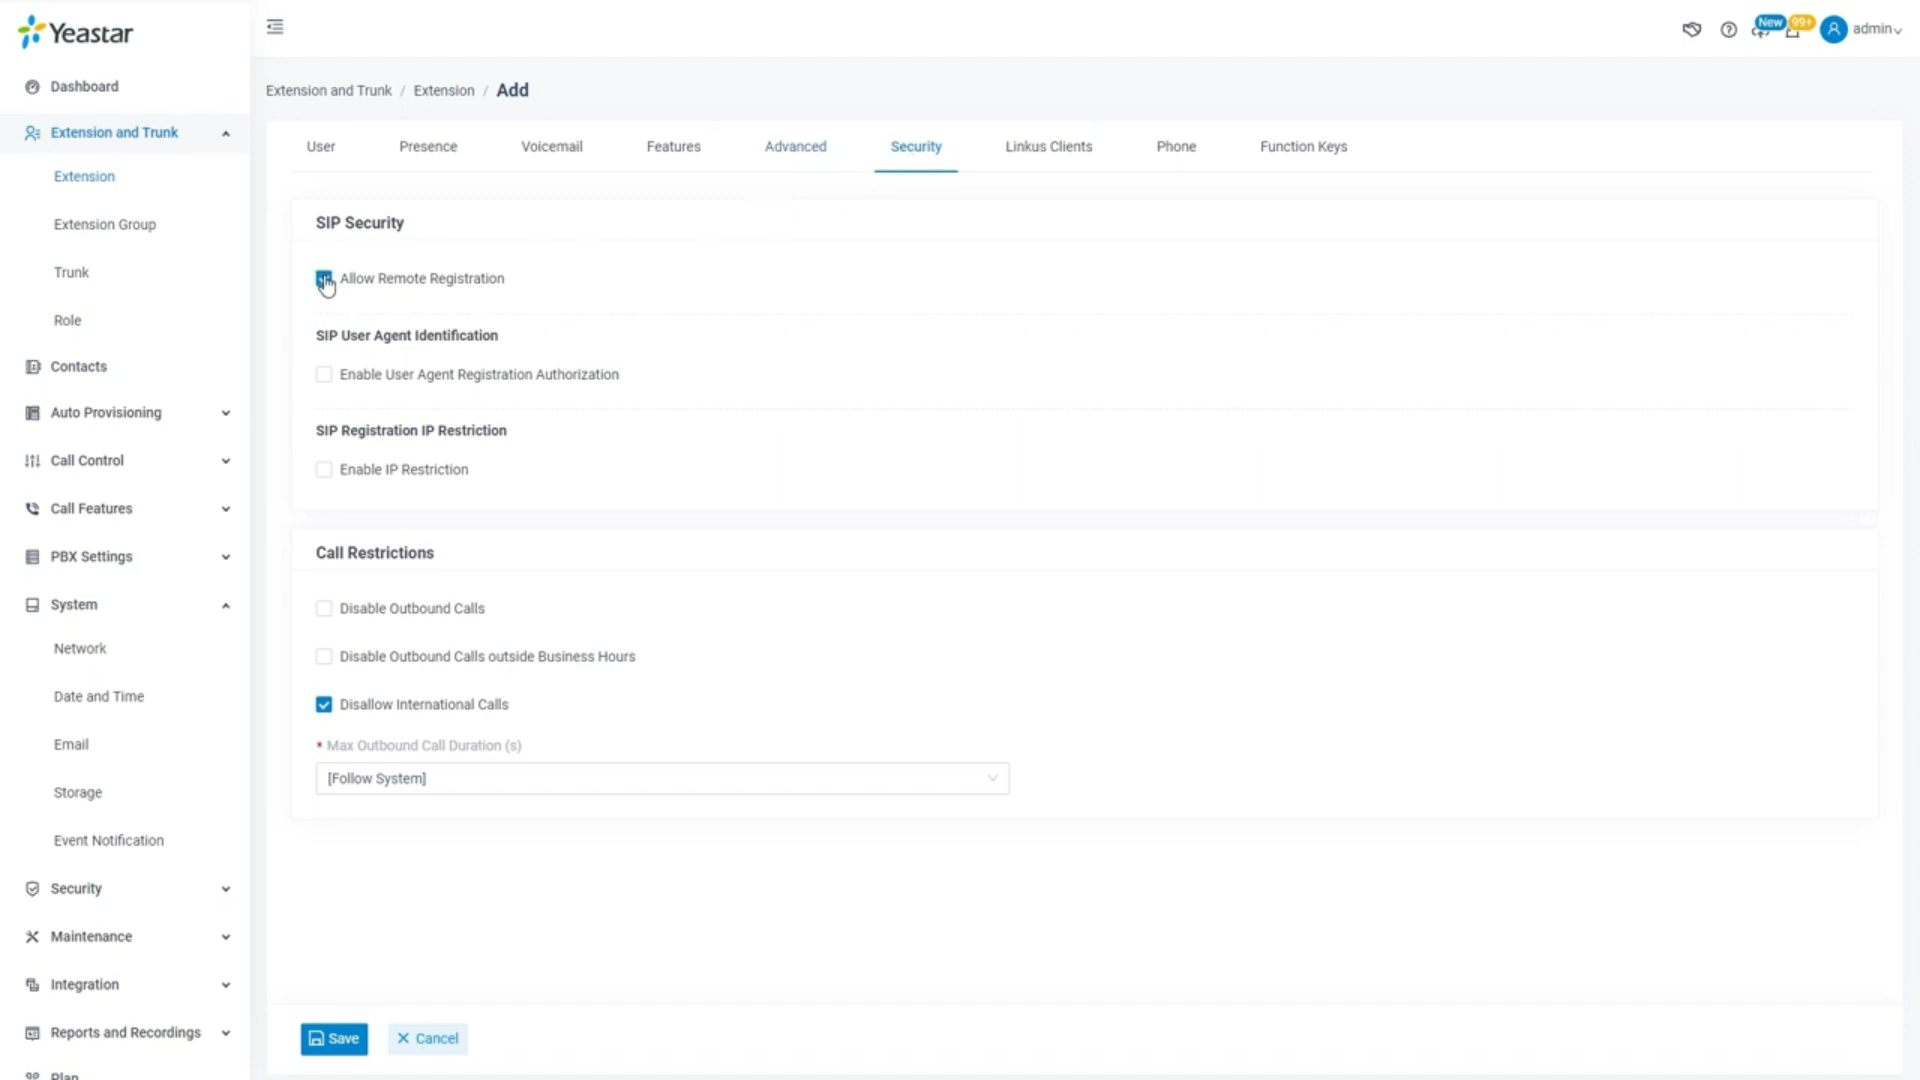 Yeastar
New
99+
admin
Dashboard
Extension and Trunk
Extension
Extension Group
Trunk
Role
Contacts
Auto Provisioning
Call Control
Call Features
PBX Settings
System
Network
Date and Time
Email
Storage
Event Notification
Security
Maintenance
Integration
Reports and Recordings
Plan
Extension and Trunk / Extension / Add
User Presence Voicemail Features Advanced Security Linkus Clients Phone Function Keys
SIP Security
Allow Remote Registration
SIP User Agent Identification
Enable User Agent Registration Authorization
SIP Registration IP Restriction
Enable IP Restriction
Call Restrictions
Disable Outbound Calls
Disable Outbound Calls outside Business Hours
Disallow International Calls
* Max Outbound Call Duration (s)
[Follow System]
Save
Cancel